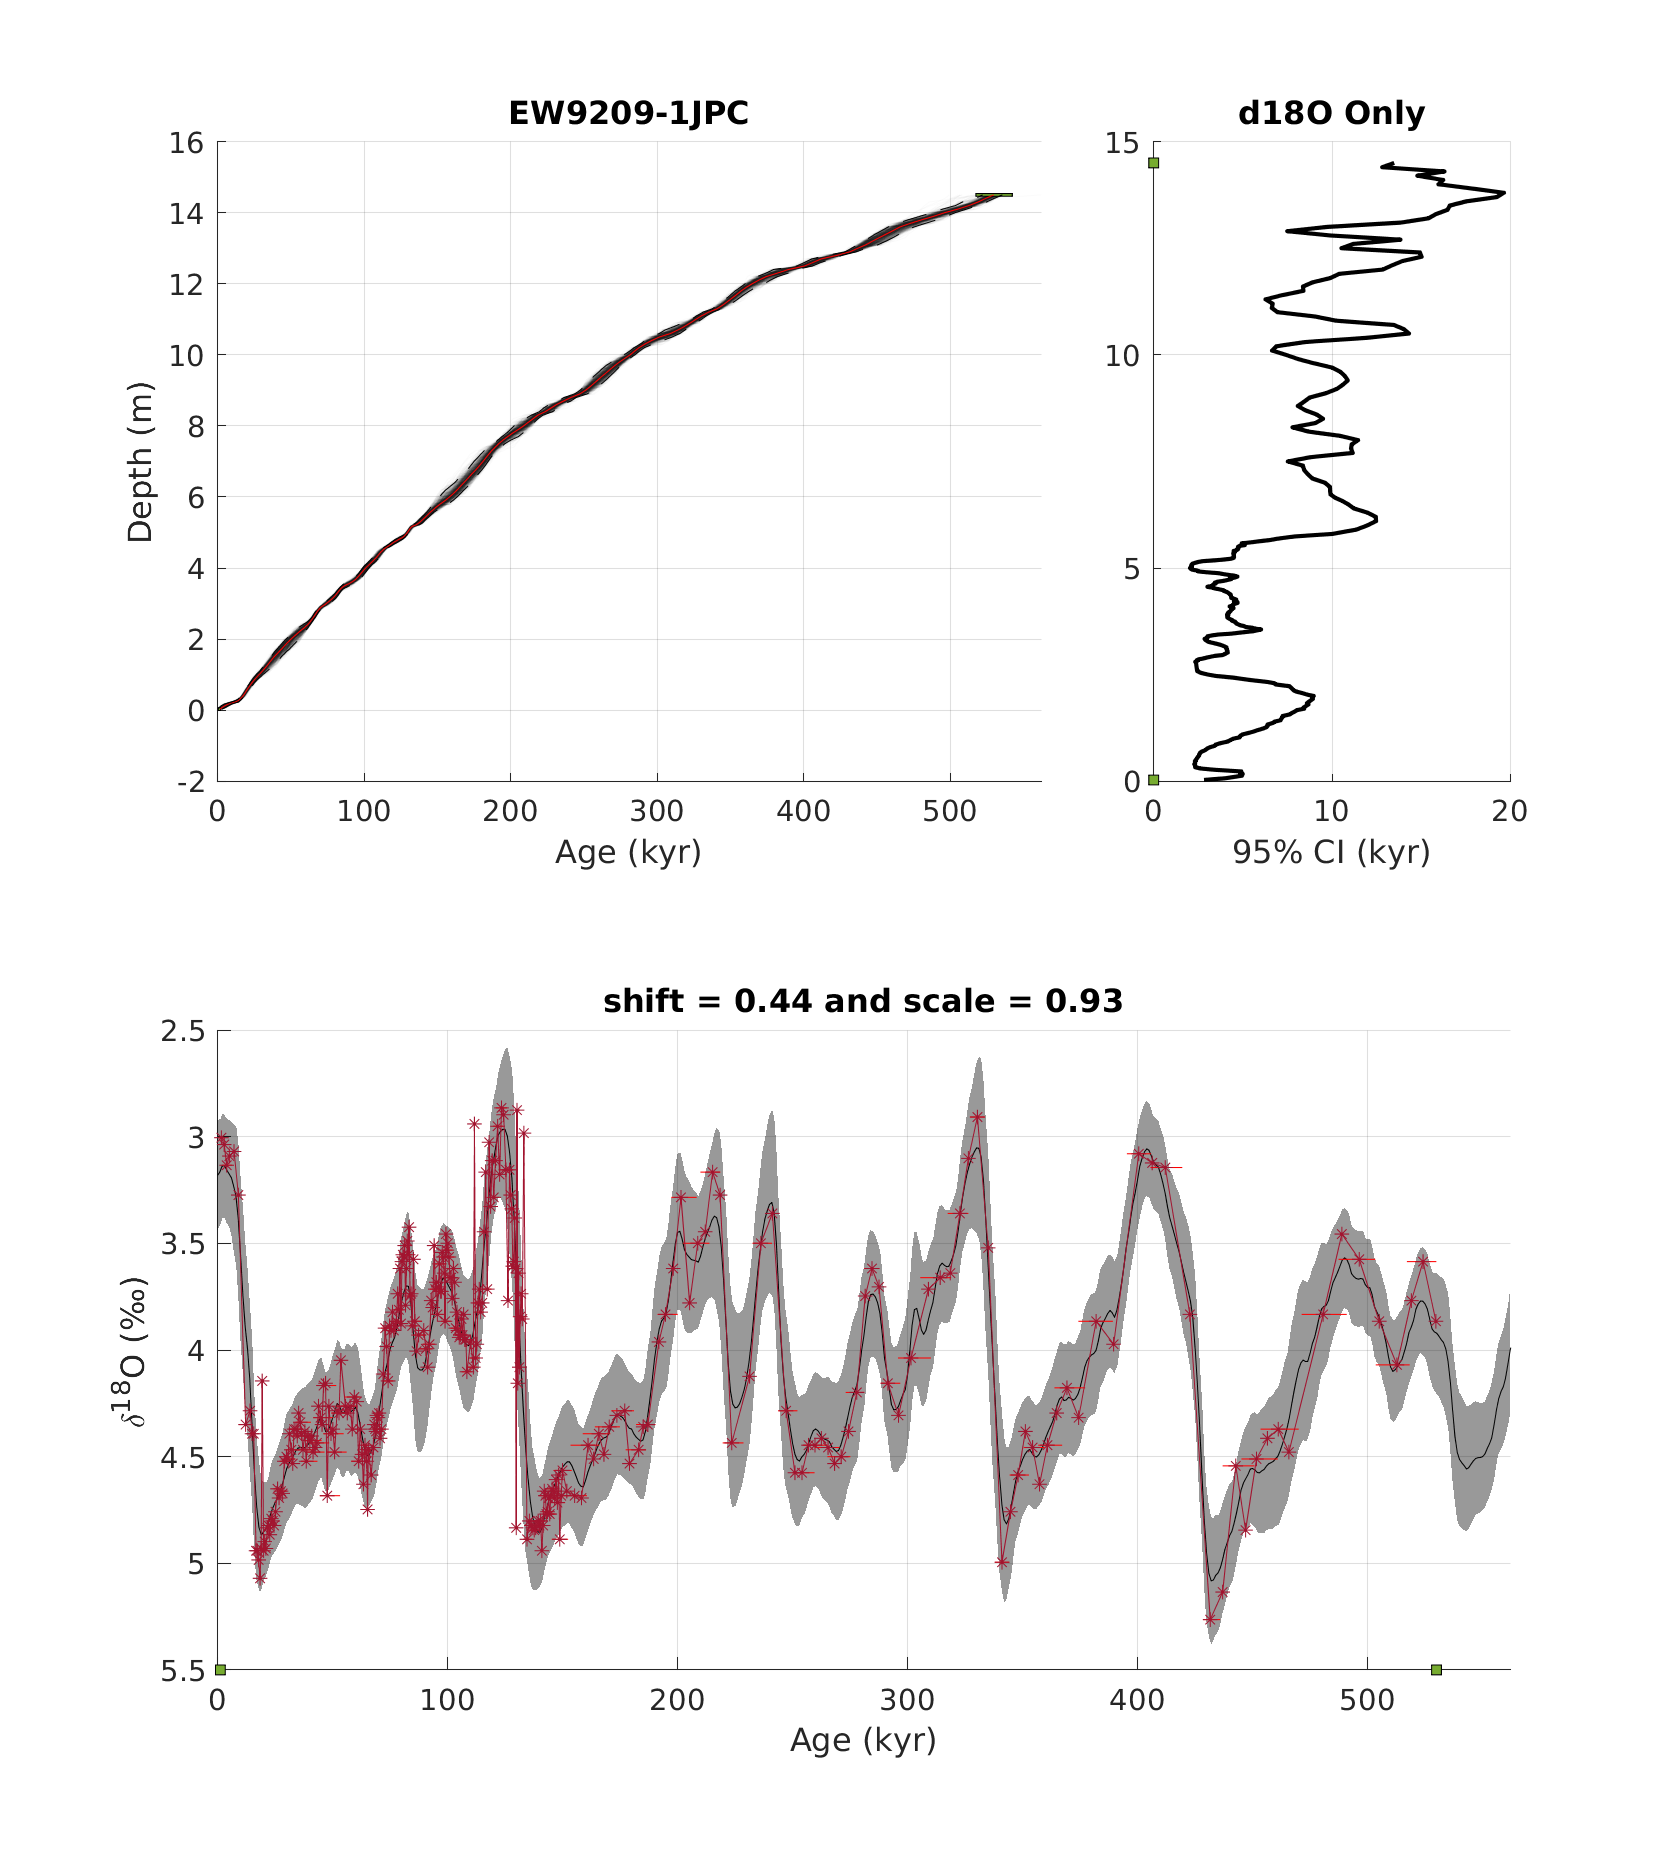 EW9209-1JPC
16
14
12
10
8
6
4
2
0
-2
Depth (m)
0 100 200 300 400 500
Age (kyr)
d18O Only
15
10
5
0
0 10 20
95% CI (kyr)
shift = 0.44 and scale = 0.93
2.5
3
3.5
4
4.5
5
5.5
δ18O (‰)
0 100 200 300 400 500
Age (kyr)